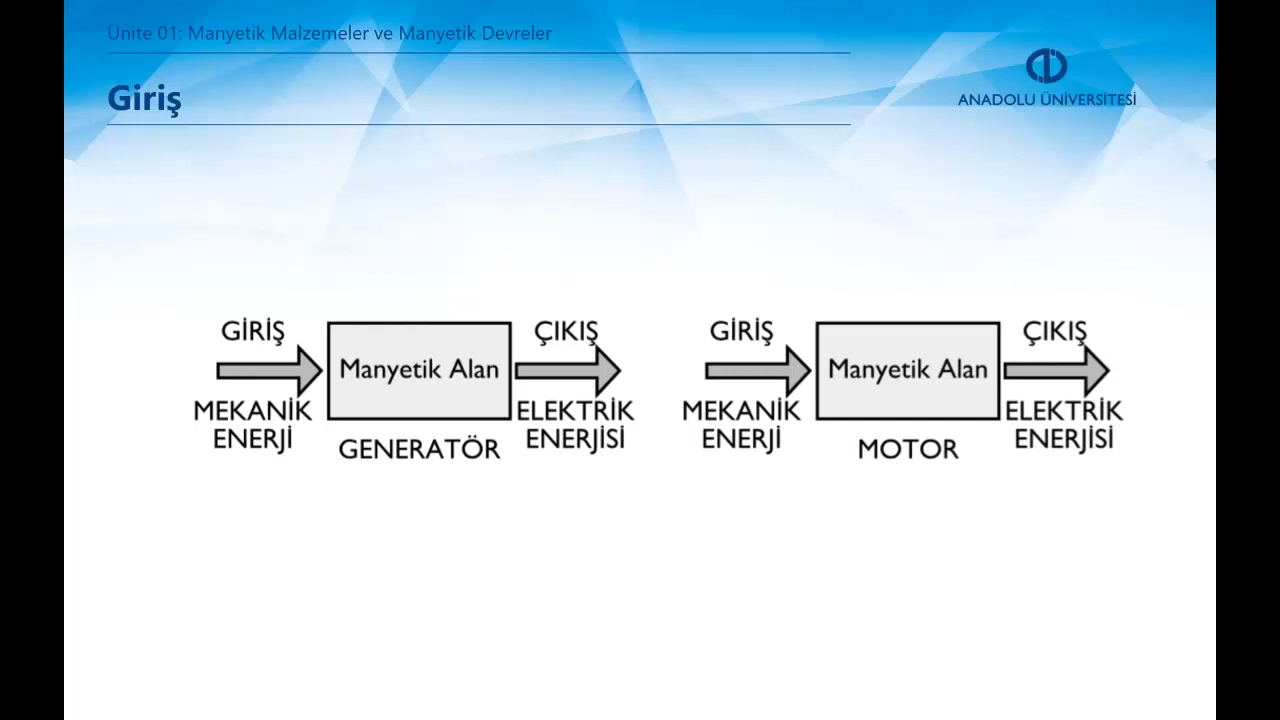 Ünite 01: Manyetik Malzemeler ve Manyetik Devreler
Giriş
ANADOLU ÜNİVERSİTESİ
GİRİŞ
Manyetik Alan
ÇIKIŞ
MEKANİK
ENERJİ
GENERATÖR
ELEKTRİK
ENERJİSİ
GİRİŞ
Manyetik Alan
ÇIKIŞ
MEKANİK
ENERJİ
MOTOR
ELEKTRİK
ENERJİSİ